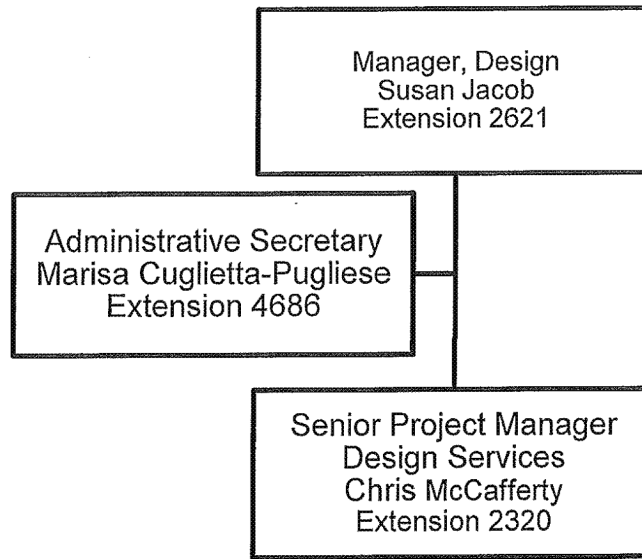 Manager, Design
Susan Jacob
Extension 2621
Administrative Secretary
Marisa Cuglietta-Pugliese
Extension 4686
Senior Project Manager
Design Services
Chris McCafferty
Extension 2320